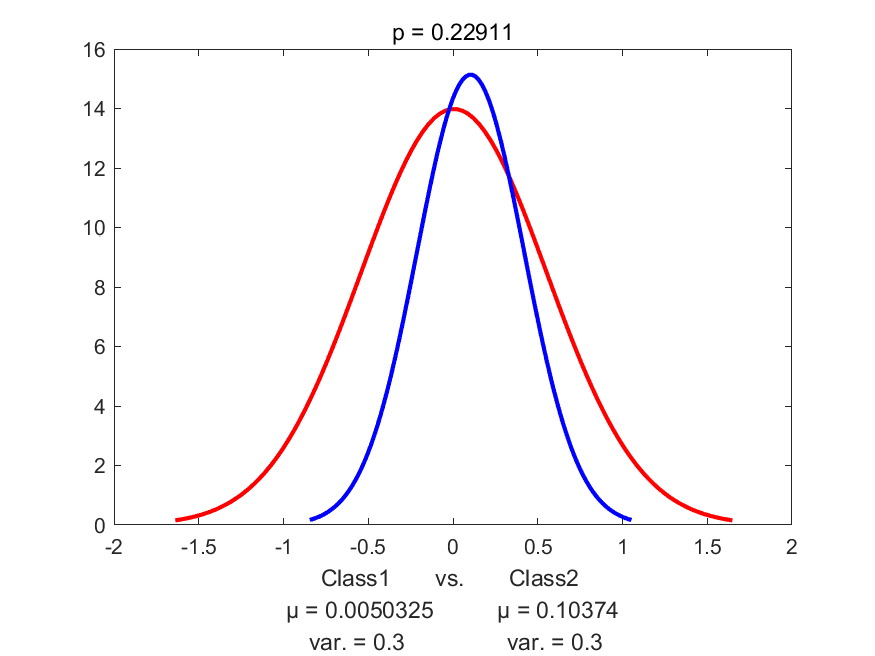 p = 0.22911
16
14
12
10
8
6
4
2
0
-2 -1.5 -1 -0.5 0 0.5 1 1.5 2
Class1 vs. Class2
μ = 0.0050325 μ = 0.10374
var. = 0.3 var. = 0.3